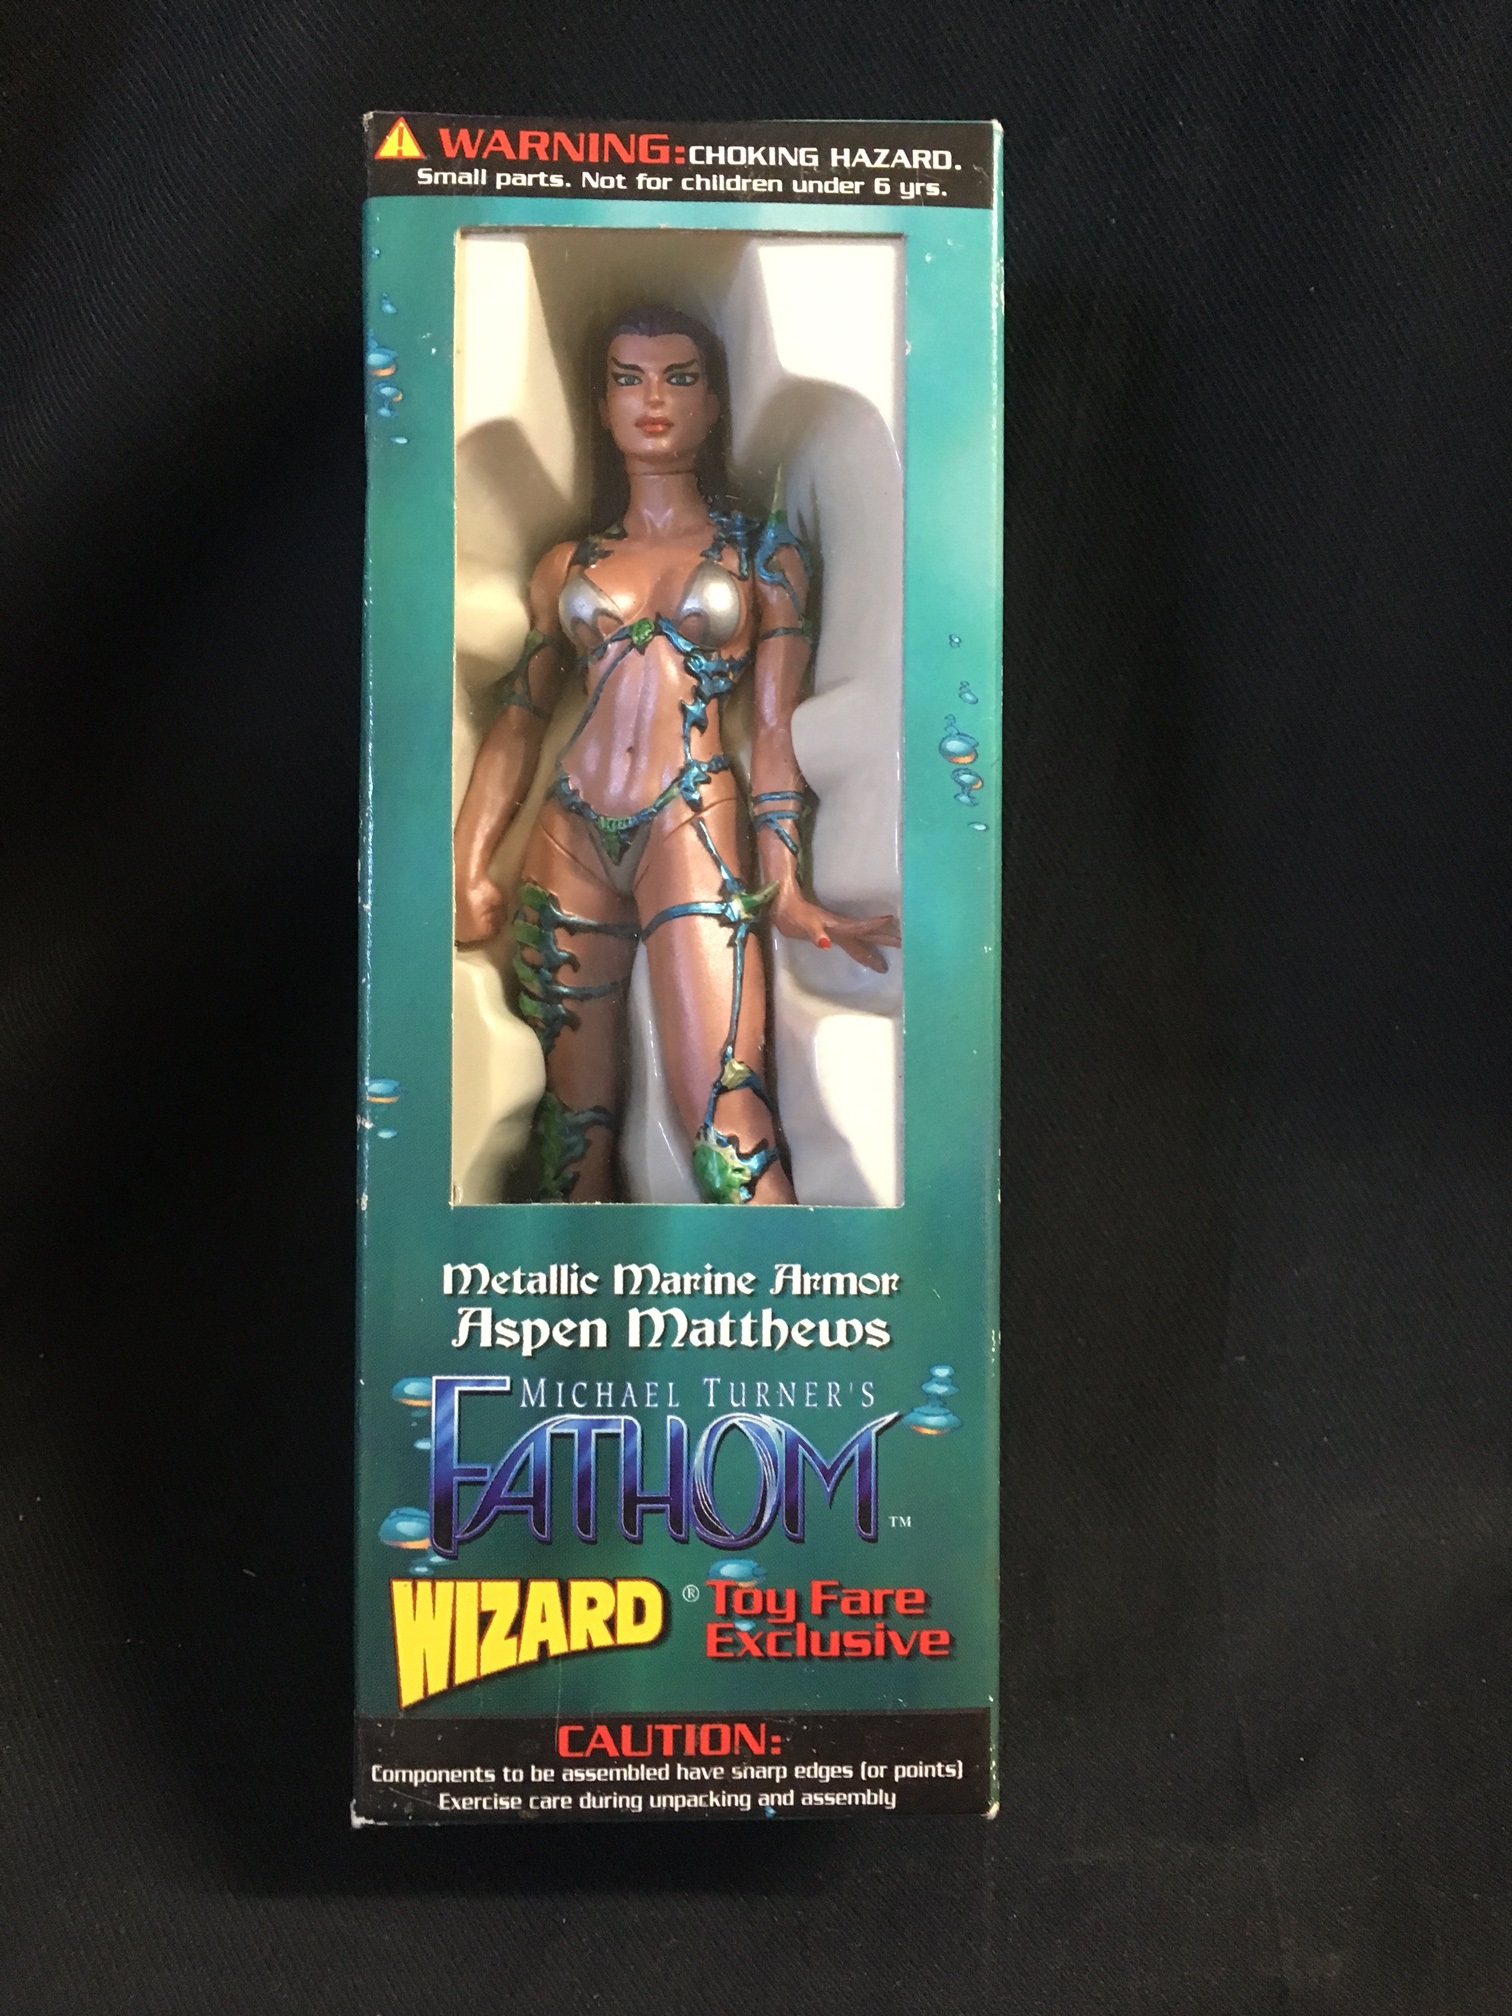 WARNING: CHOKING HAZARD.
Small parts. Not for children under 6 yrs.
Metallic Marine Armor
Aspen Matthews
MICHAEL TURNER'S
FATHOM™
WIZARD® Toy Fare
Exclusive
CAUTION:
Components to be assembled have sharp edges (or points)
Exercise care during unpacking and assembly